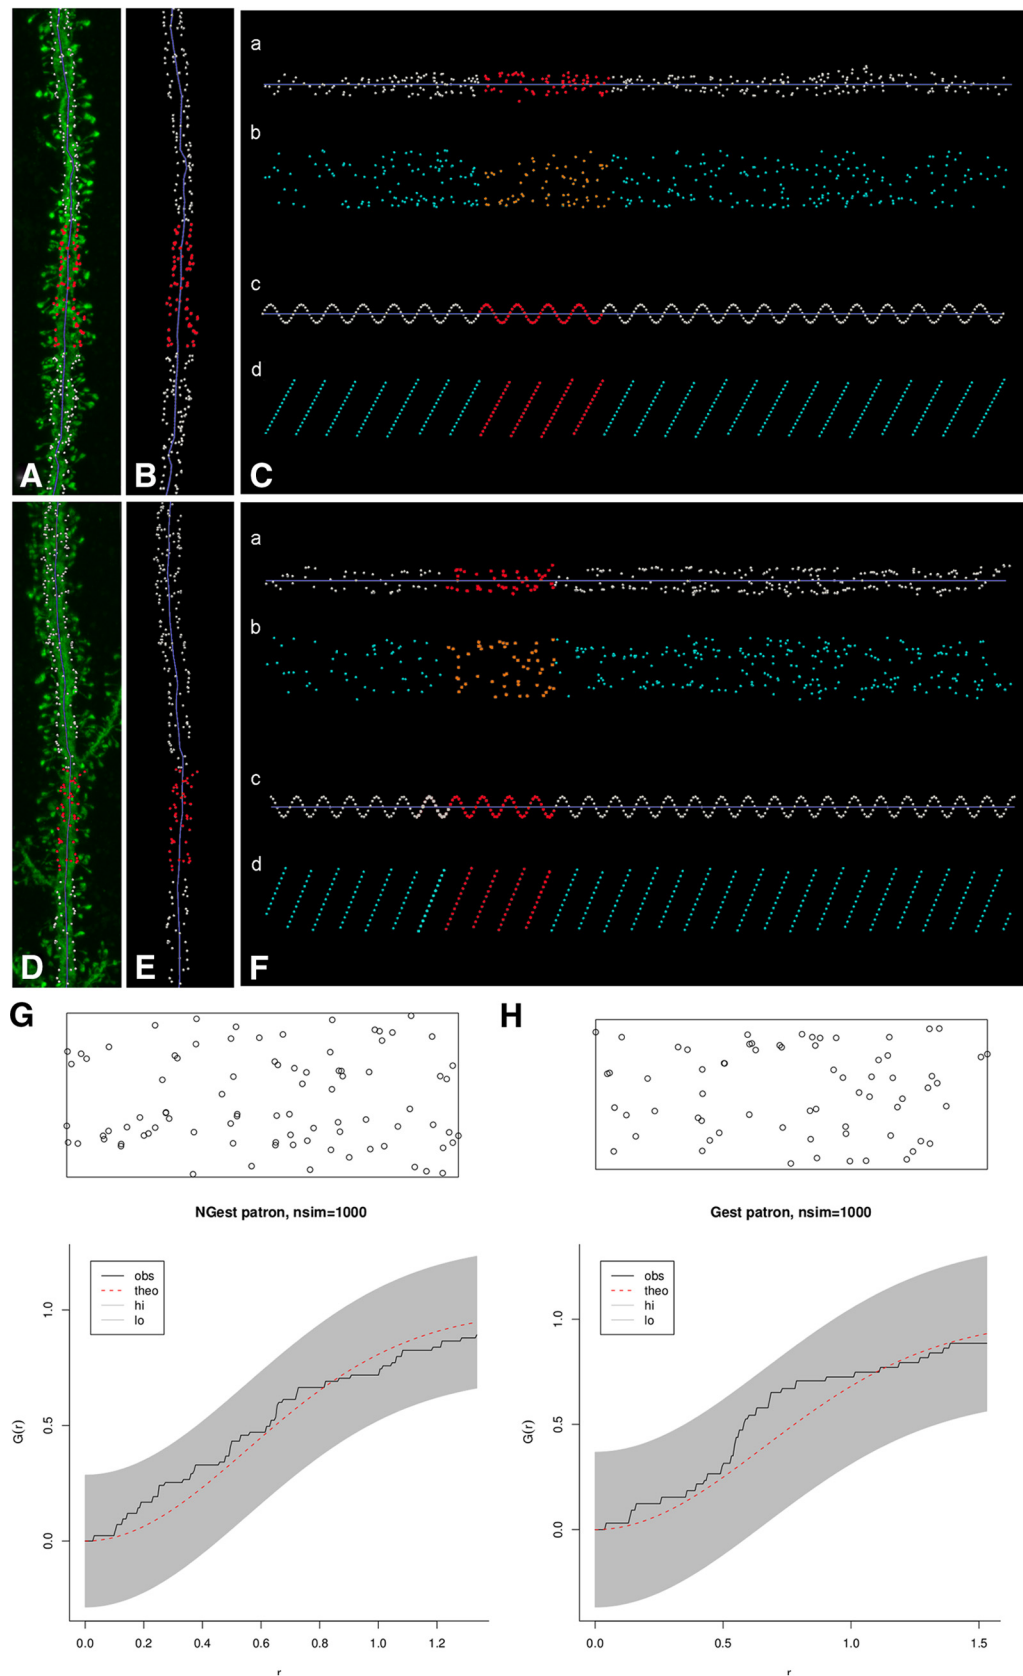 a
b
c
d
A
B
C
a
b
c
d
D
E
F
G
H
NGest patron, nsim=1000
Gest patron, nsim=1000
obs
theo
hi
lo
G(r)
1.0
0.5
0.0
0.0 0.2 0.4 0.6 0.8 1.0 1.2
r
obs
theo
hi
lo
G(r)
1.0
0.5
0.0
0.0 0.5 1.0 1.5
r